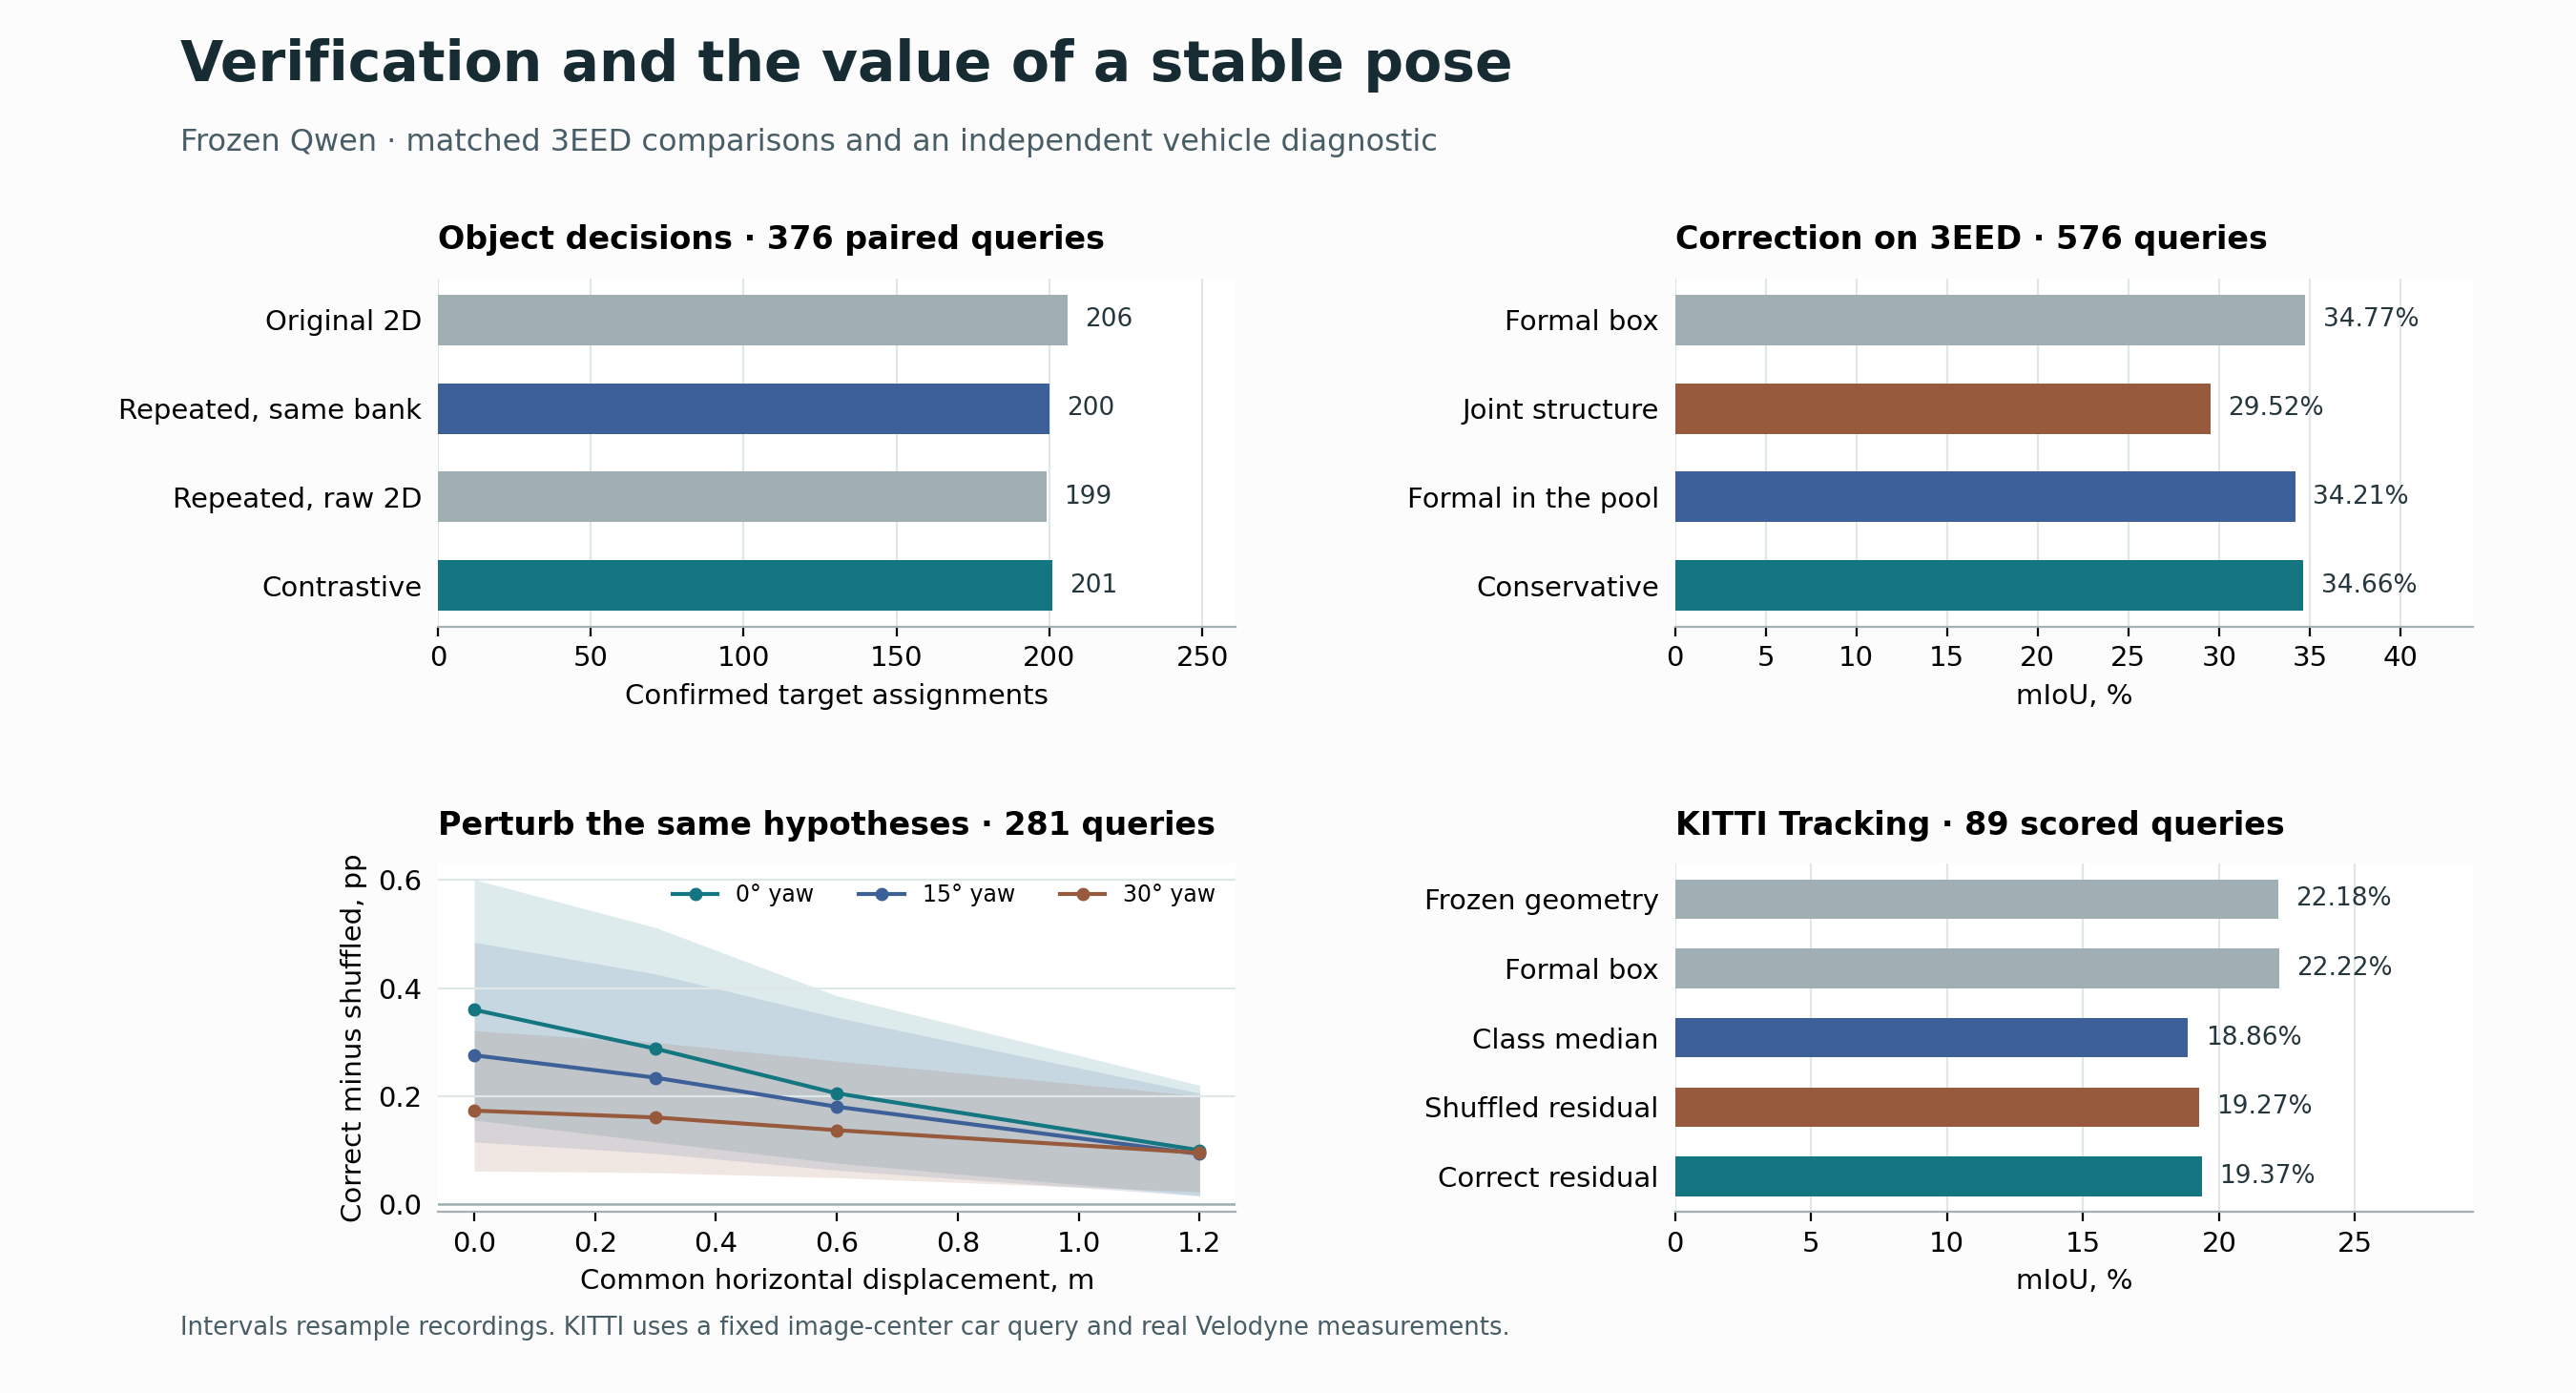 Verification and the value of a stable pose
Frozen Qwen · matched 3EED comparisons and an independent vehicle diagnostic
Object decisions · 376 paired queries
Original 2D
206
Repeated, same bank
200
Repeated, raw 2D
199
Contrastive
201
0 50 100 150 200 250
Confirmed target assignments
Correction on 3EED · 576 queries
Formal box
34.77%
Joint structure
29.52%
Formal in the pool
34.21%
Conservative
34.66%
0 5 10 15 20 25 30 35 40
mIoU, %
Perturb the same hypotheses · 281 queries
Correct minus shuffled, pp
0.6
0.4
0.2
0.0
0° yaw 15° yaw 30° yaw
0.0 0.2 0.4 0.6 0.8 1.0 1.2
Common horizontal displacement, m
KITTI Tracking · 89 scored queries
Frozen geometry
22.18%
Formal box
22.22%
Class median
18.86%
Shuffled residual
19.27%
Correct residual
19.37%
0 5 10 15 20 25
mIoU, %
Intervals resample recordings. KITTI uses a fixed image-center car query and real Velodyne measurements.